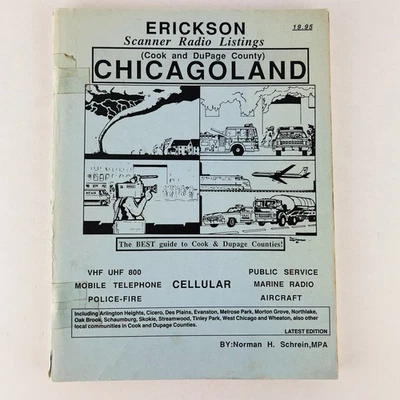 ERICKSON
19.95
Scanner Radio Listings
(Cook and DuPage County)
CHICAGOLAND
The BEST guide to Cook & Dupage Counties!
VHF UHF 800
PUBLIC SERVICE
MOBILE TELEPHONE
CELLULAR
MARINE RADIO
POLICE-FIRE
AIRCRAFT
Including Arlington Heights, Cicero, Des Plaines, Evanston, Melrose Park, Morton Grove, Northlake,
Oak Brook, Schaumburg, Skokie, Streamwood, Tinley Park, West Chicago and Wheaton, also other
local communities in Cook and Dupage Counties.
LATEST EDITION
BY:Norman H. Schrein,MPA